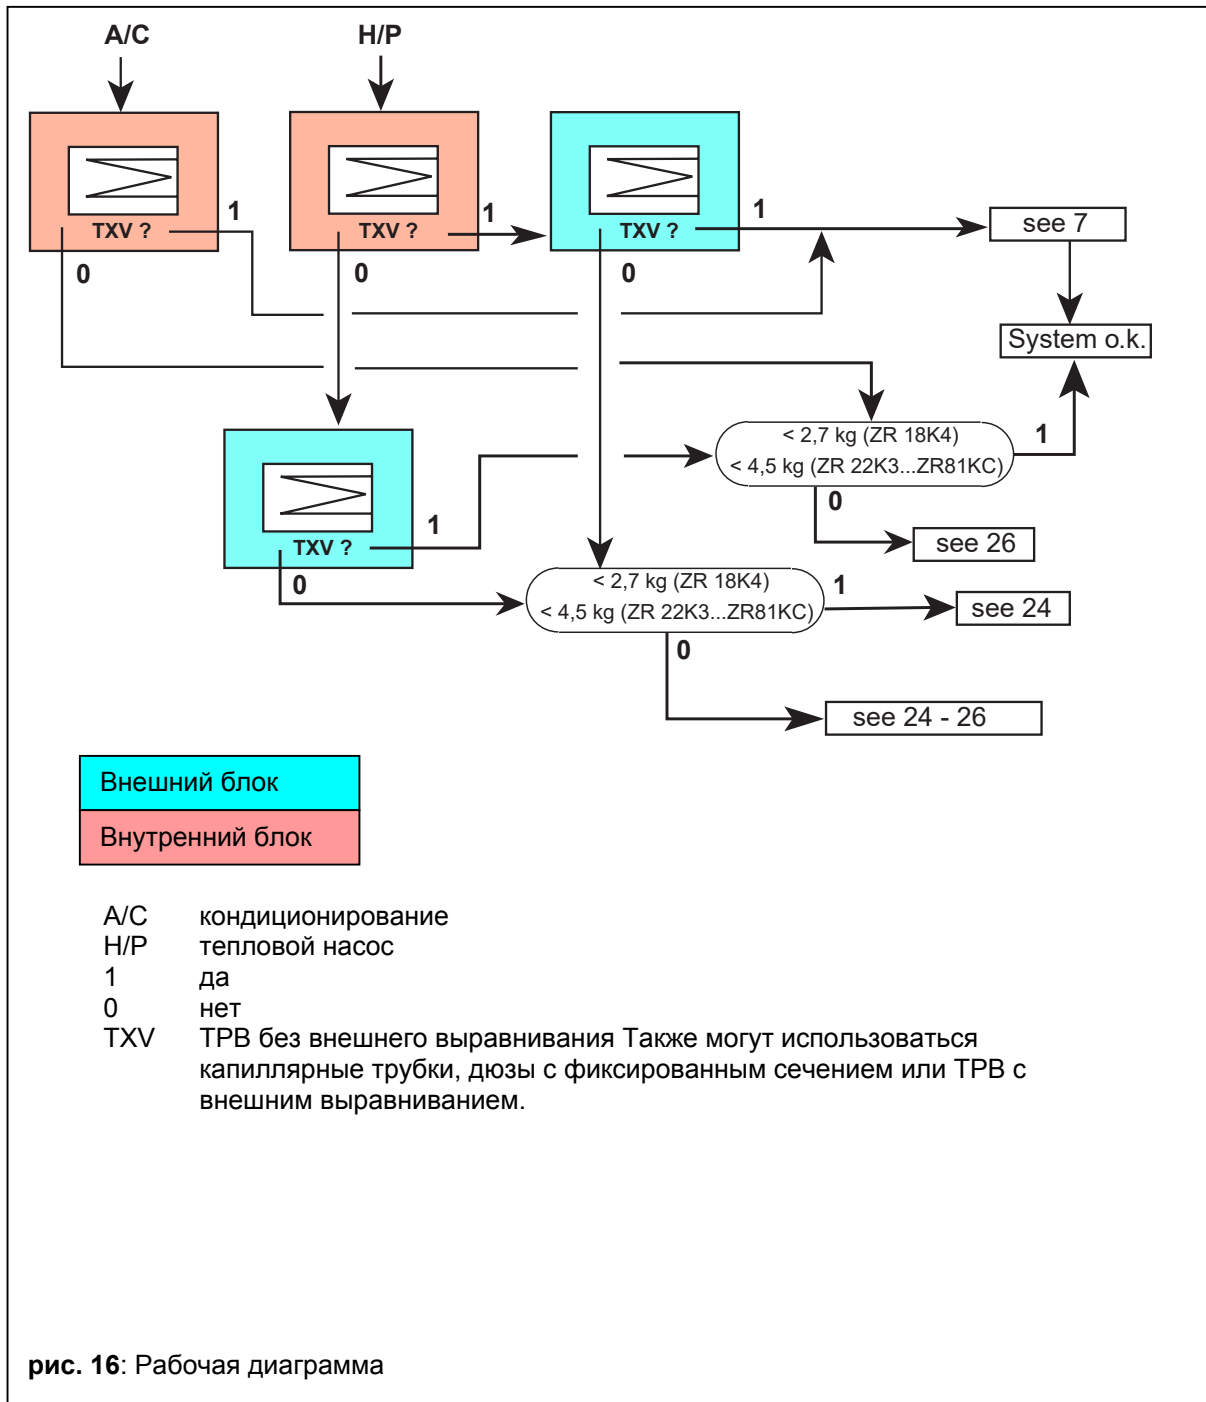 A/C
H/P
TXV ?
1
0
TXV ?
1
0
TXV ?
1
0
see 7
System o.k.
< 2,7 kg (ZR 18K4)
< 4,5 kg (ZR 22K3...ZR81KC)
1
0
see 26
TXV ?
1
0
< 2,7 kg (ZR 18K4)
< 4,5 kg (ZR 22K3...ZR81KC)
1
0
see 24
see 24 - 26
Внешний блок
Внутренний блок
A/C кондиционирование
H/P тепловой насос
1 да
0 нет
TXV ТРВ без внешнего выравнивания Также могут использоваться
капиллярные трубки, дюзы с фиксированным сечением или ТРВ с
внешним выравниванием.
рис. 16: Рабочая диаграмма